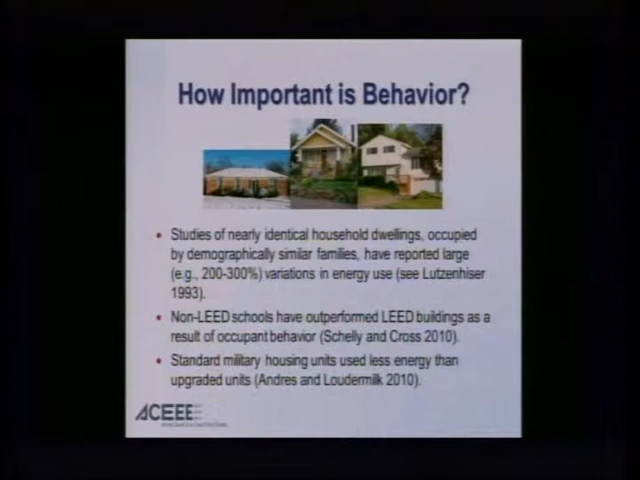 How Important is Behavior?
• Studies of nearly identical household dwellings, occupied
by demographically similar families, have reported large
(e.g., 200-300%) variations in energy use (see Lutzenhiser
1993).
• Non-LEED schools have outperformed LEED buildings as a
result of occupant behavior (Schelly and Cross 2010).
• Standard military housing units used less energy than
upgraded units (Andres and Loudermilk 2010).
ACEEE